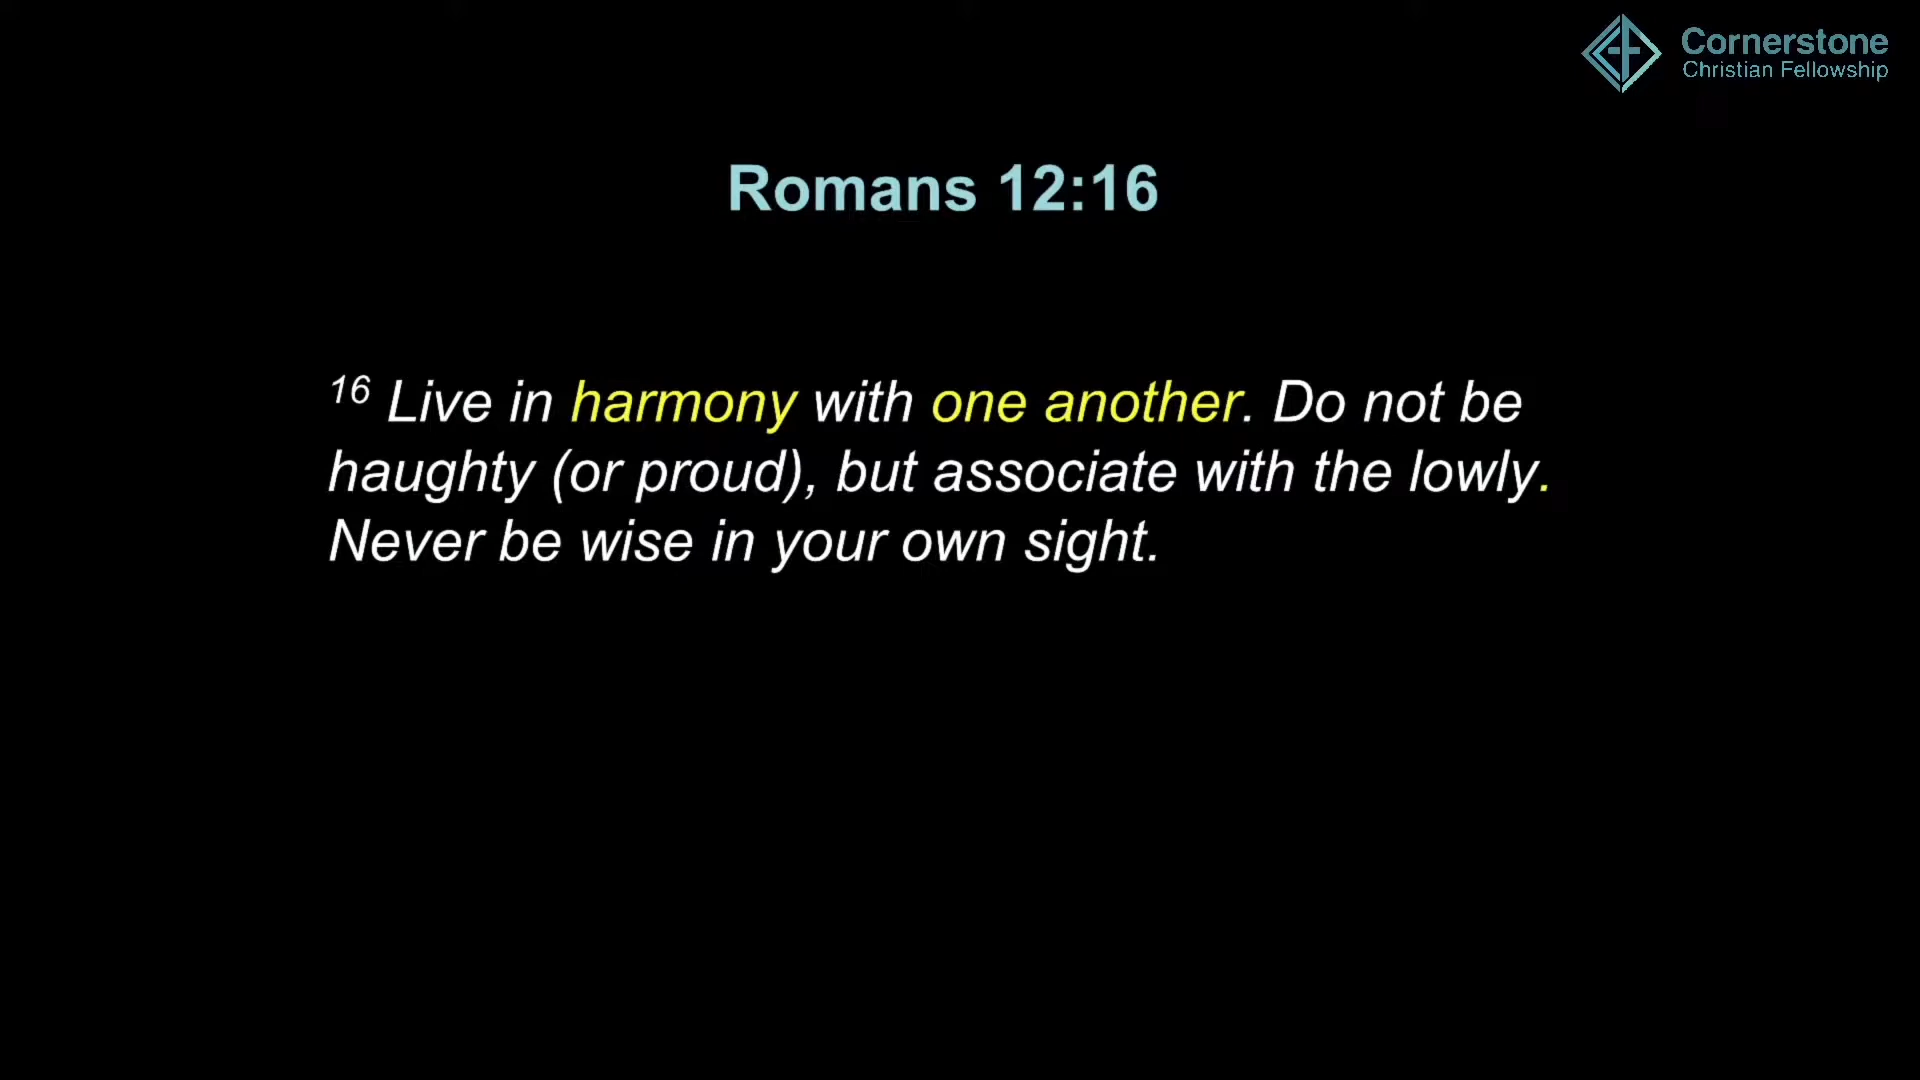 Cornerstone
Christian Fellowship
Romans 12:16
16 Live in harmony with one another. Do not be
haughty (or proud), but associate with the lowly.
Never be wise in your own sight.